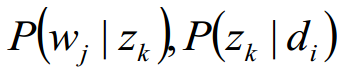 P(w_j | z_k), P(z_k | d_i)